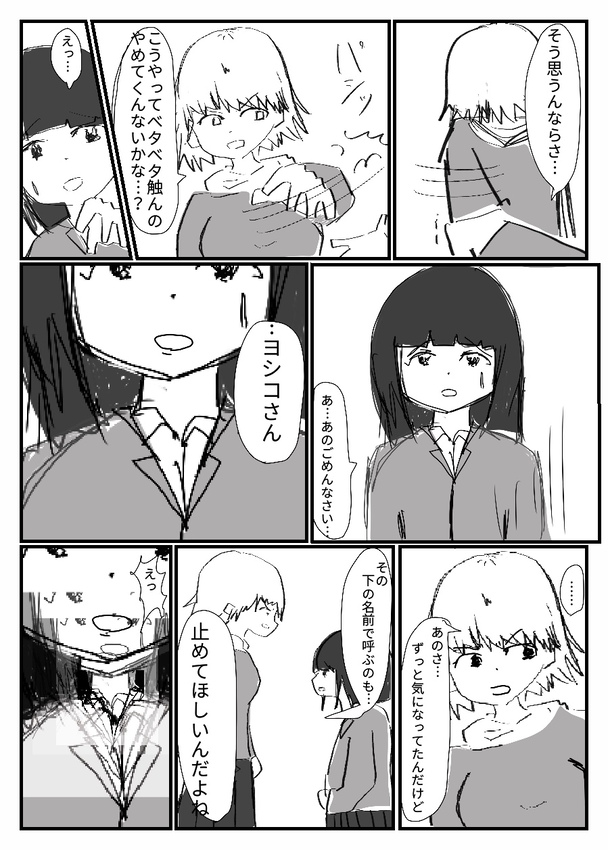 そう思うんならさ…
バシッ
こうやってベタベタ触んの
やめてくんないかな…?
えっ…
あ…あのごめんなさい…
…ヨシコさん
…
あのさ…
ずっと気になってたんだけど
その
下の名前で呼ぶのも…
止めてほしいんだよね
えっ